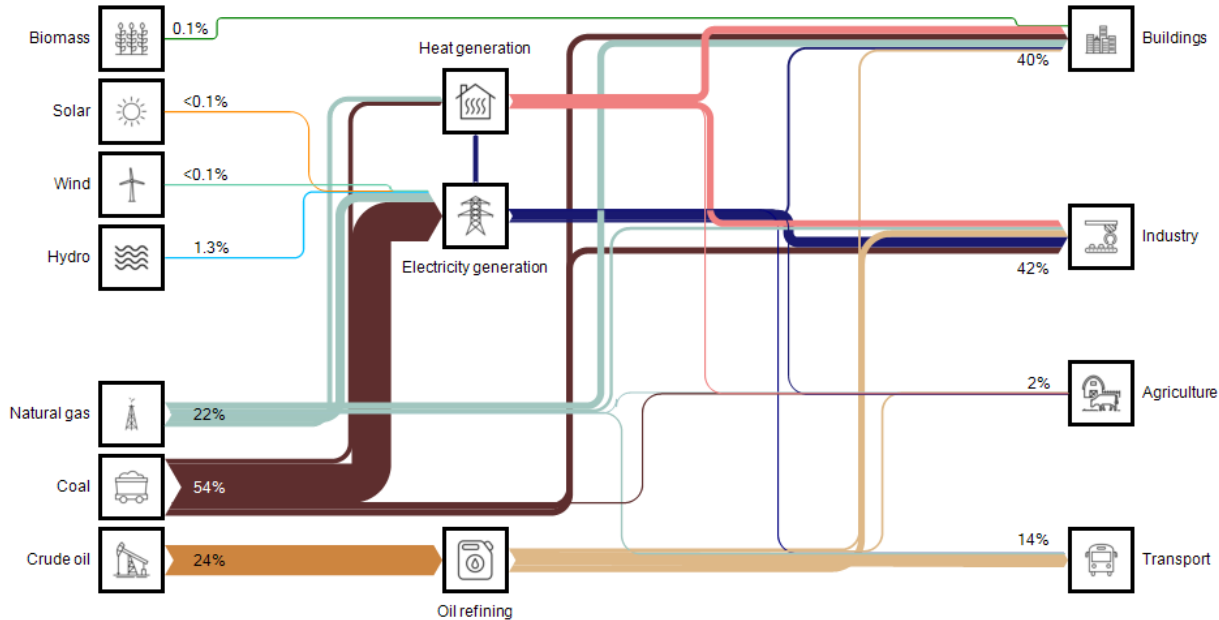 Biomass
0.1%
Heat generation
Buildings
40%
Solar
<0.1%
Wind
<0.1%
Hydro
1.3%
Electricity generation
Industry
42%
Natural gas
22%
2%
Agriculture
Coal
54%
Crude oil
24%
Oil refining
14%
Transport